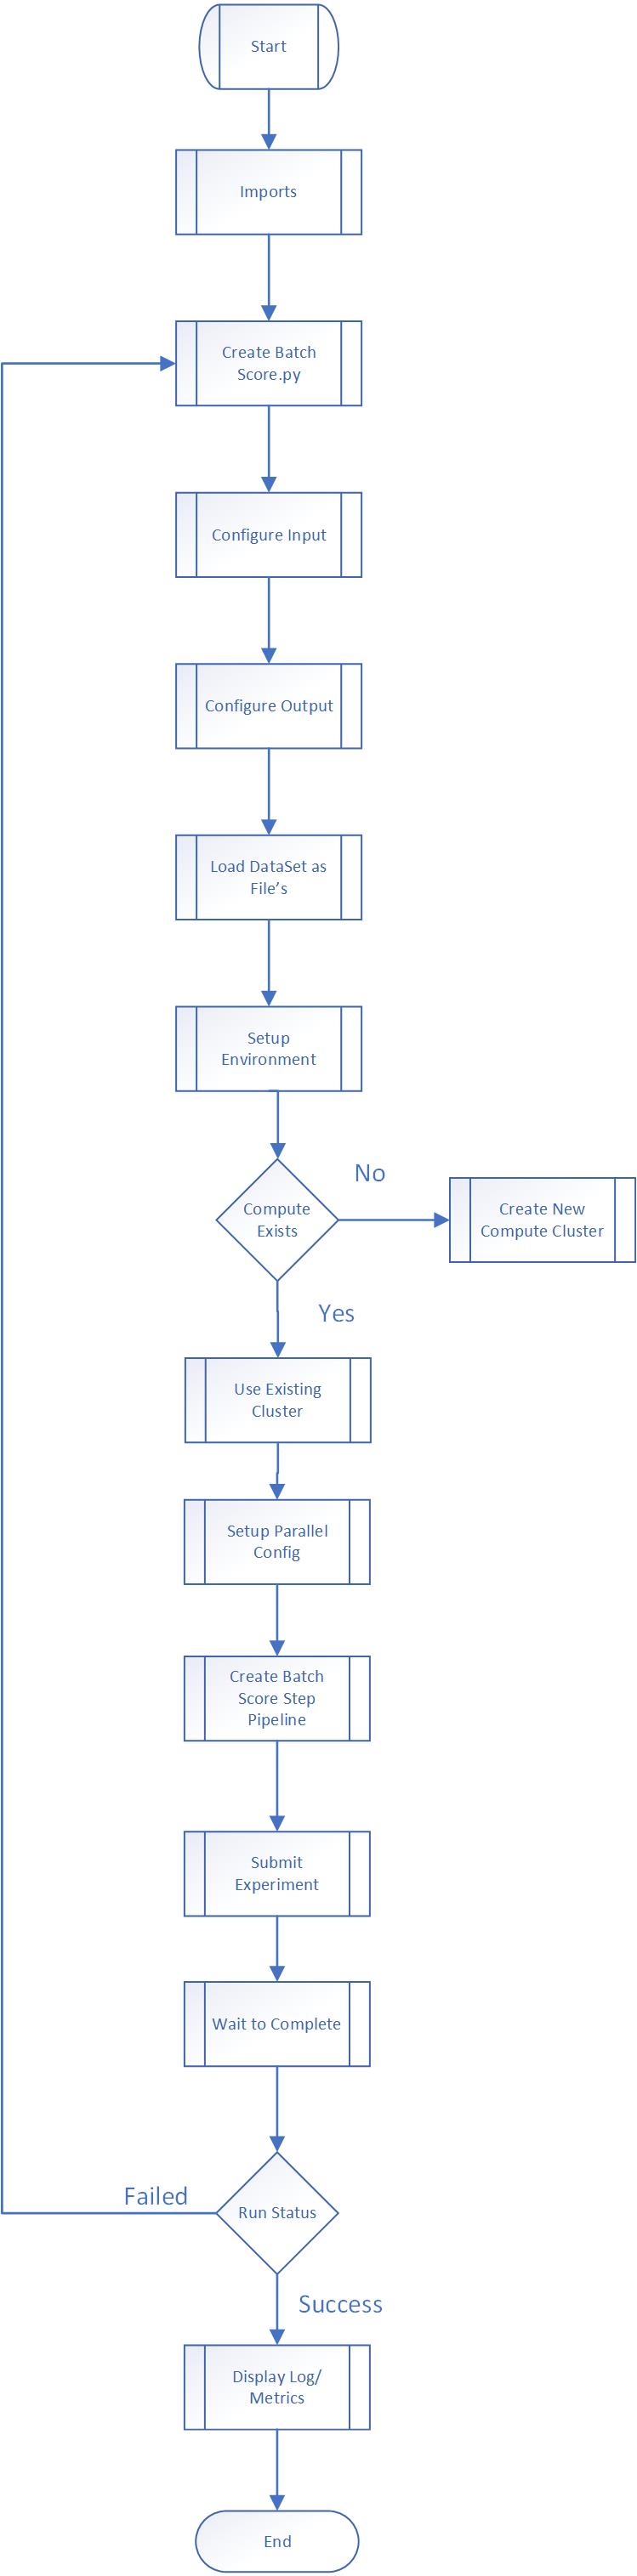 Start
Imports
Create Batch
Score.py
Configure Input
Configure Output
Load DataSet as
File’s
Setup
Environment
Compute
Exists
No
Create New
Compute Cluster
Yes
Use Existing
Cluster
Setup Parallel
Config
Create Batch
Score Step
Pipeline
Submit
Experiment
Wait to Complete
Failed
Run Status
Success
Display Log/
Metrics
End